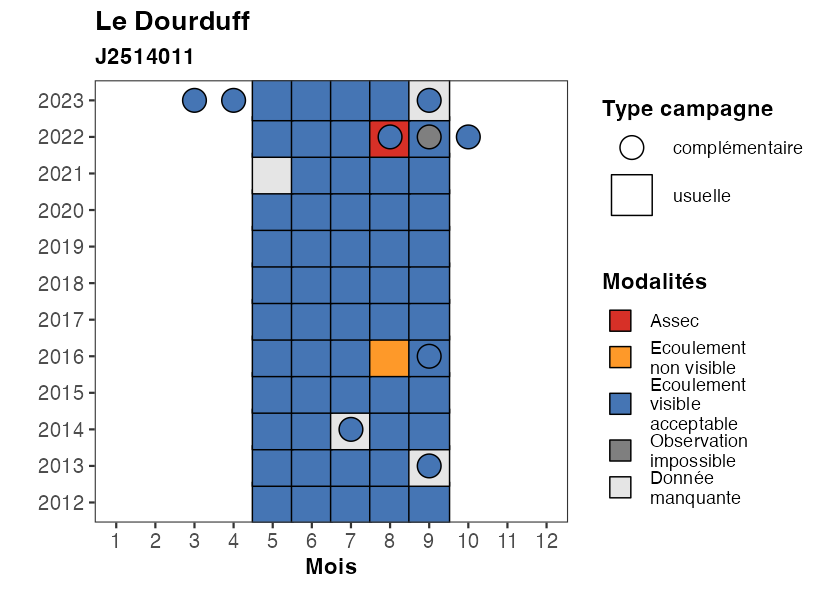 Le Dourduff
J2514011
2023
2022
2021
2020
2019
2018
2017
2016
2015
2014
2013
2012
1 2 3 4 5 6 7 8 9 10 11 12
Mois
Type campagne
complémentaire
usuelle
Modalités
Assec
Ecoulement
non visible
Ecoulement
visible
acceptable
Observation
impossible
Donnée
manquante